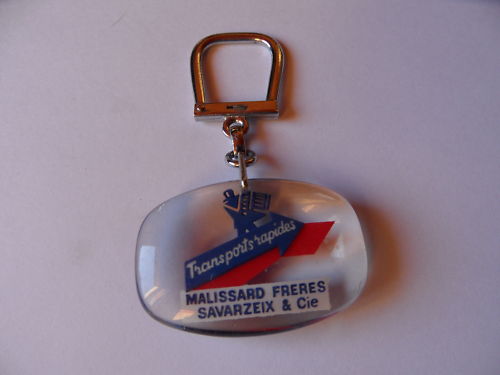 Transports rapides
MALISSARD FRERES
SAVARZEIX & Cie